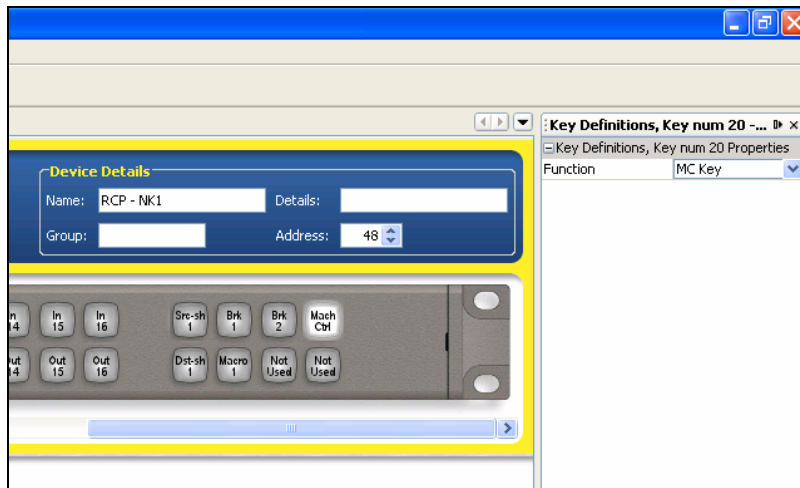 Key Definitions, Key num 20 -...
Key Definitions, Key num 20 Properties
Function MC Key
Device Details
Name: RCP - NK1 Details:
Group: Address: 48
In 15
In 16
Src-sh 1
Brk 1
Brk 2
Mach Ctrl
14
Out 15
Out 16
Dst-sh 1
Macro 1
Not Used
Not Used
14